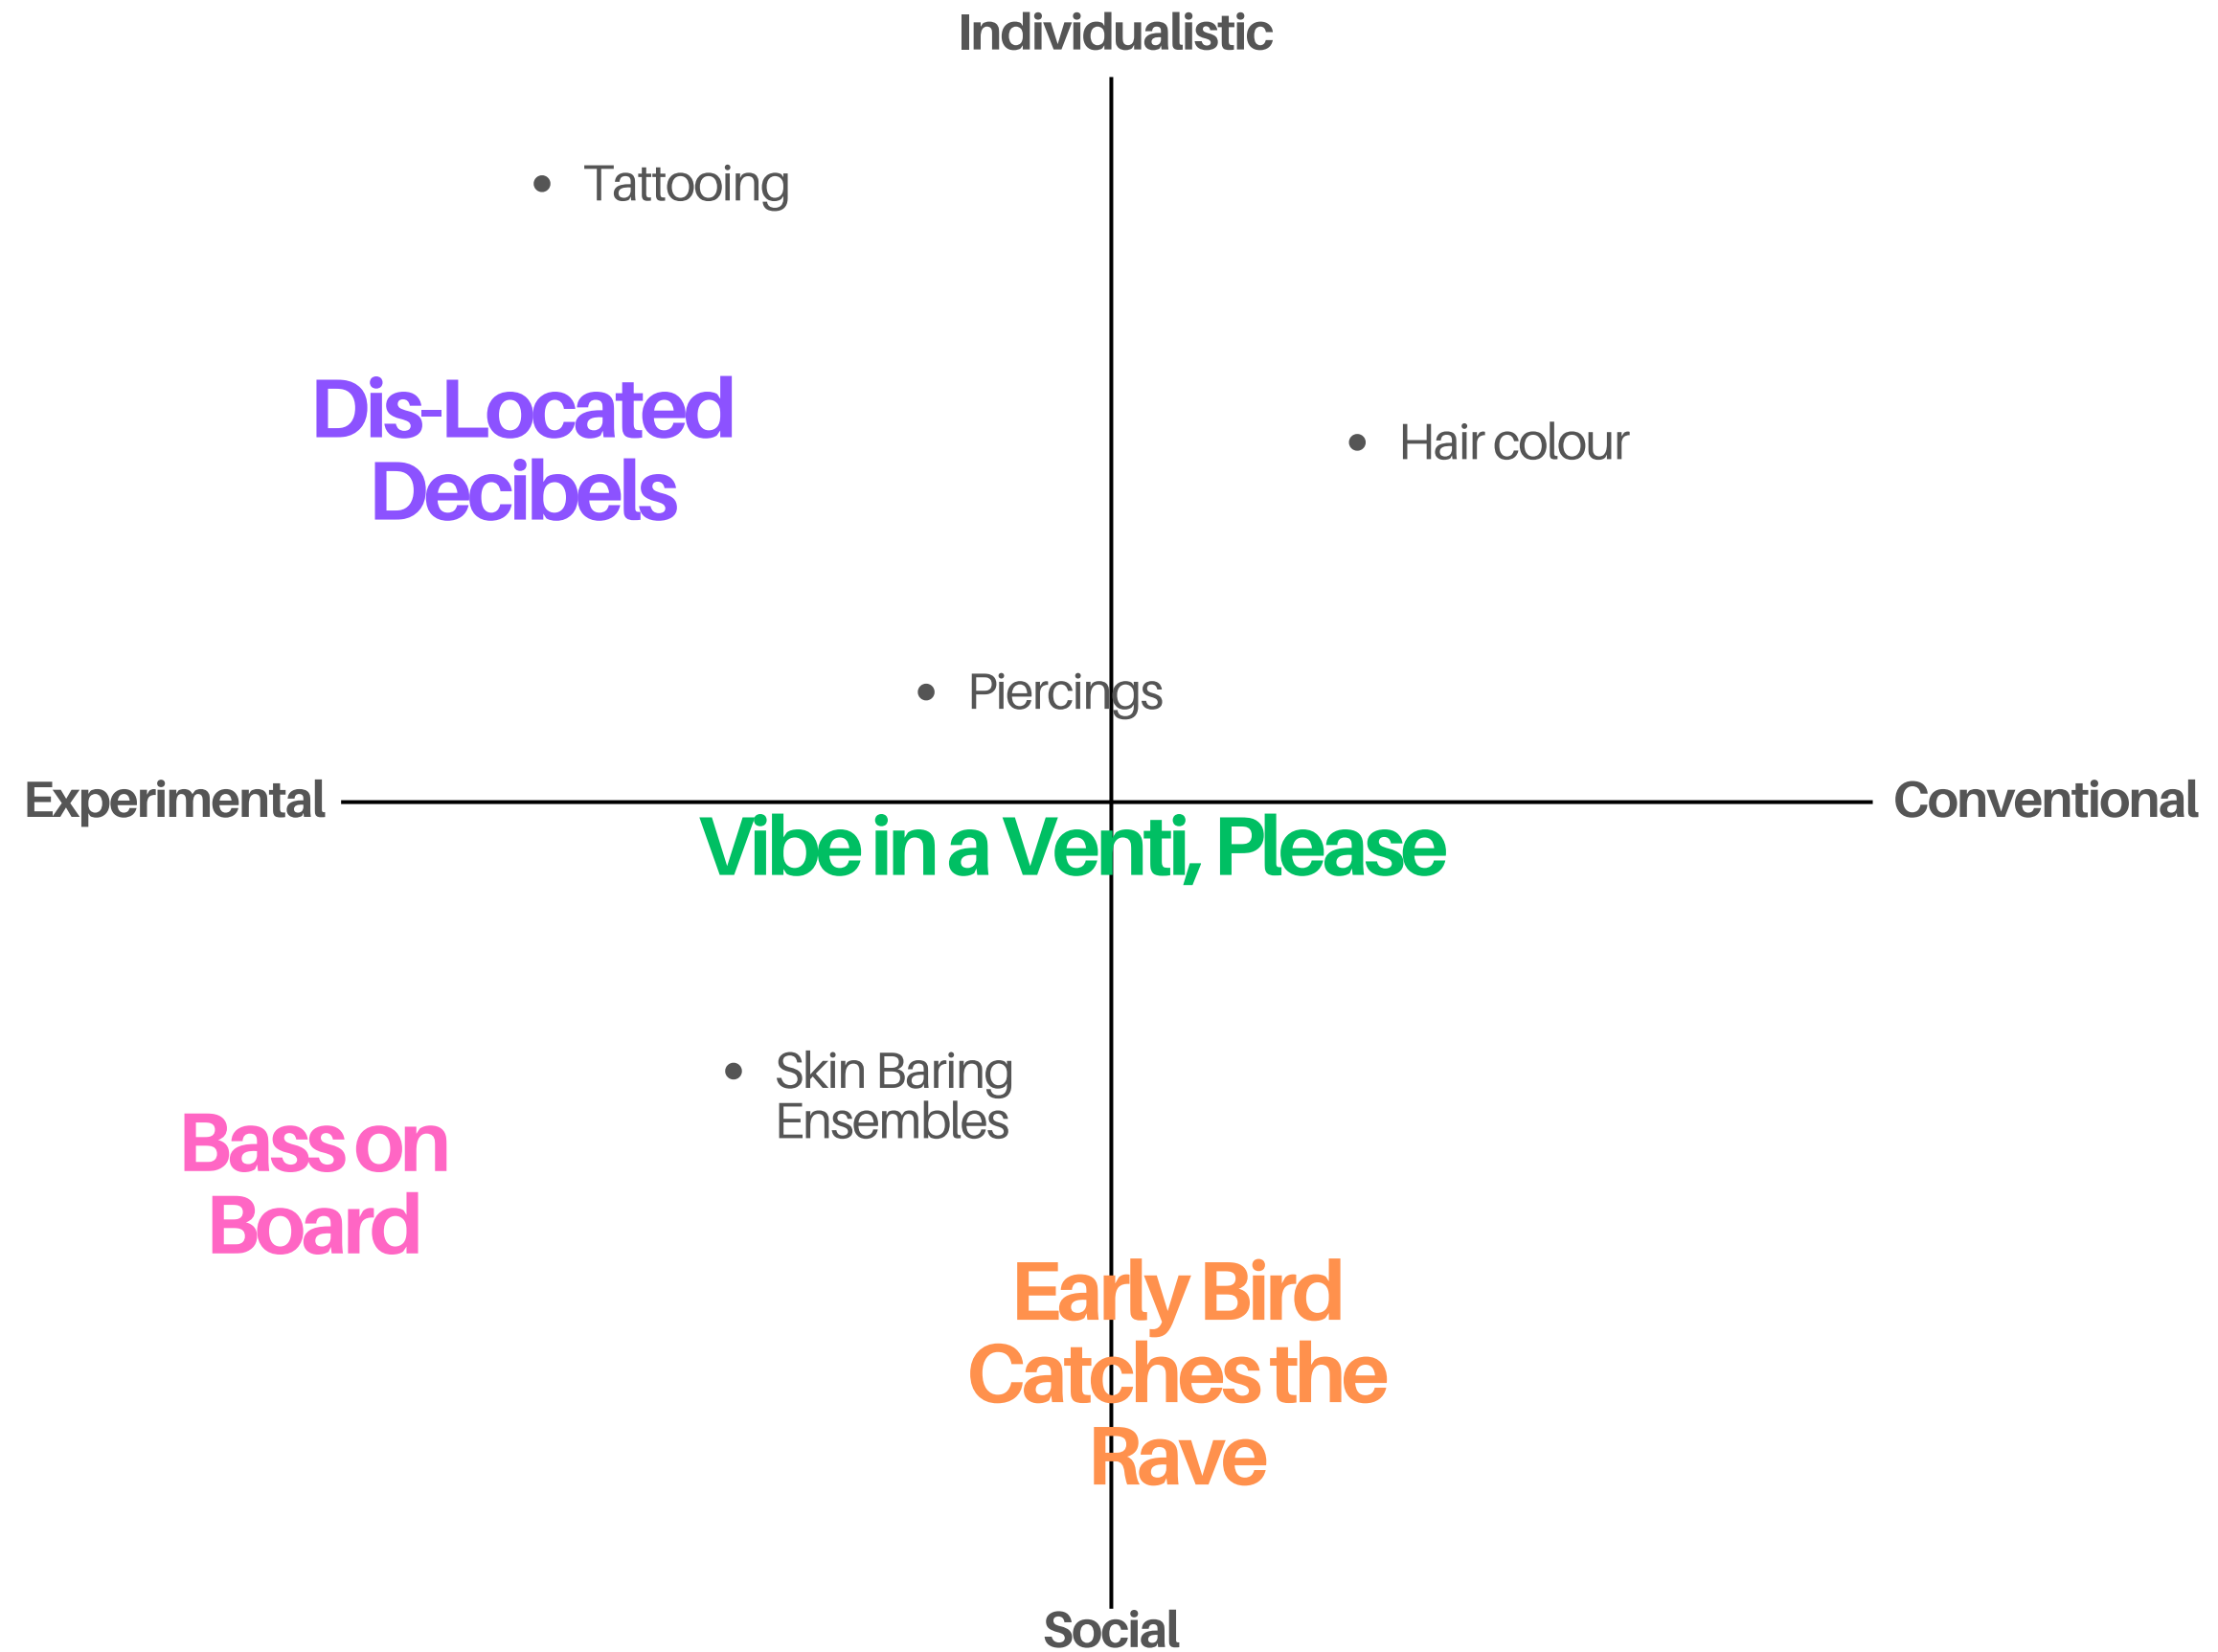 Individualistic
Tattooing
Dis-Located
Decibels
Hair colour
Piercings
Experimental
Conventional
Vibe in a Venti, Please
Skin Baring
Ensembles
Bass on
Board
Early Bird
Catches the
Rave
Social